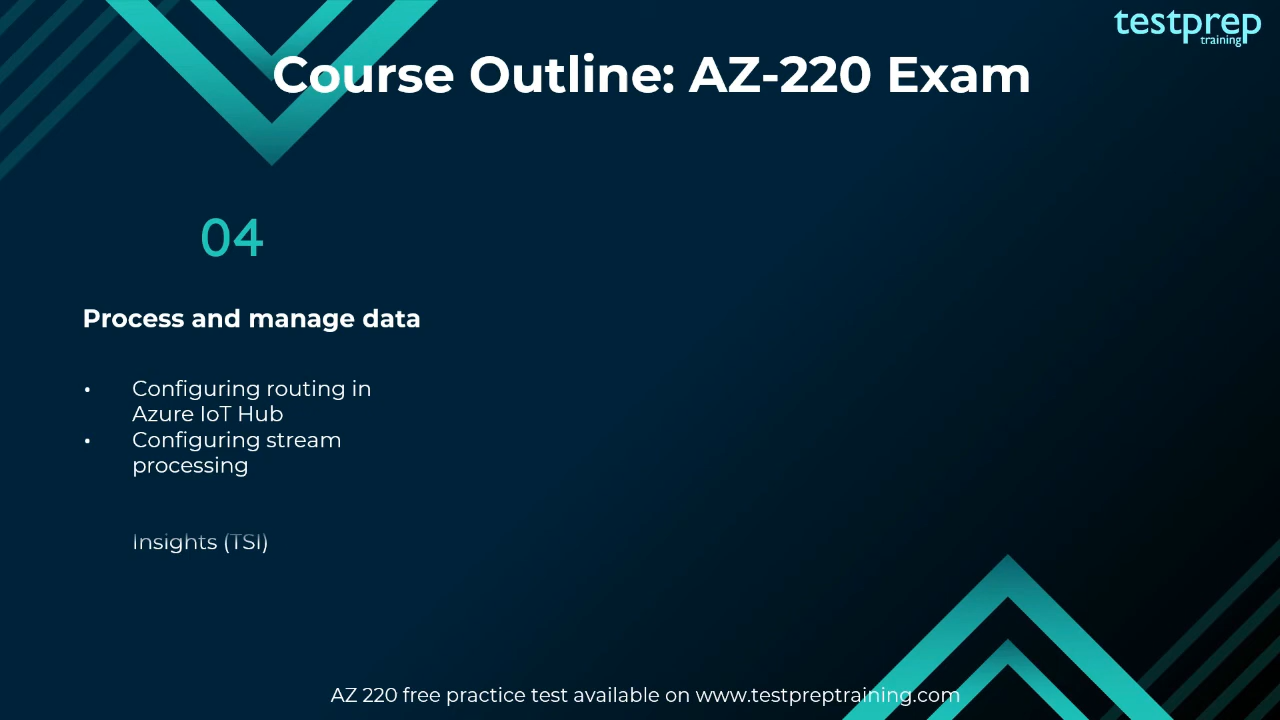 testprep
training
Course Outline: AZ-220 Exam
04
Process and manage data
• Configuring routing in
Azure IoT Hub
• Configuring stream
processing
Insights (TSI)
AZ 220 free practice test available on www.testpreptraining.com